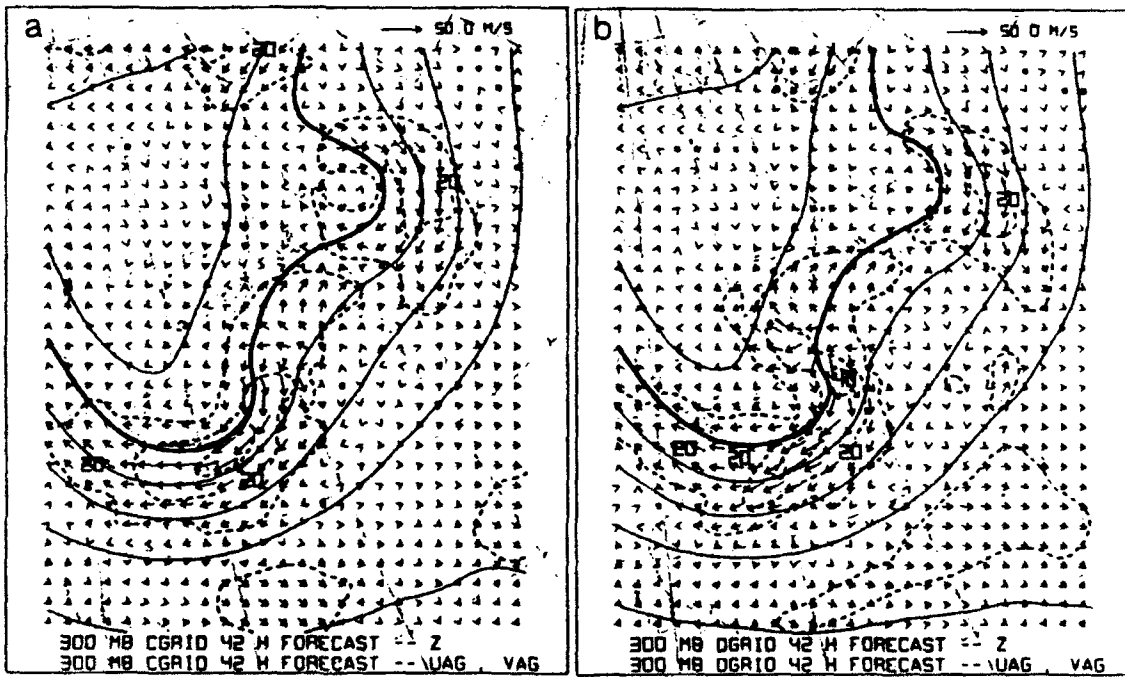 a
50.0 M/S
20
20
20
20
300 MB CGRID 42 H FORECAST -- Z
300 MB CGRID 42 H FORECAST --\UAG , VAG
b
50.0 M/S
20
20
20
20
300 MB DGRID 42 H FORECAST -- Z
300 MB DGRID 42 H FORECAST --\UAG , VAG